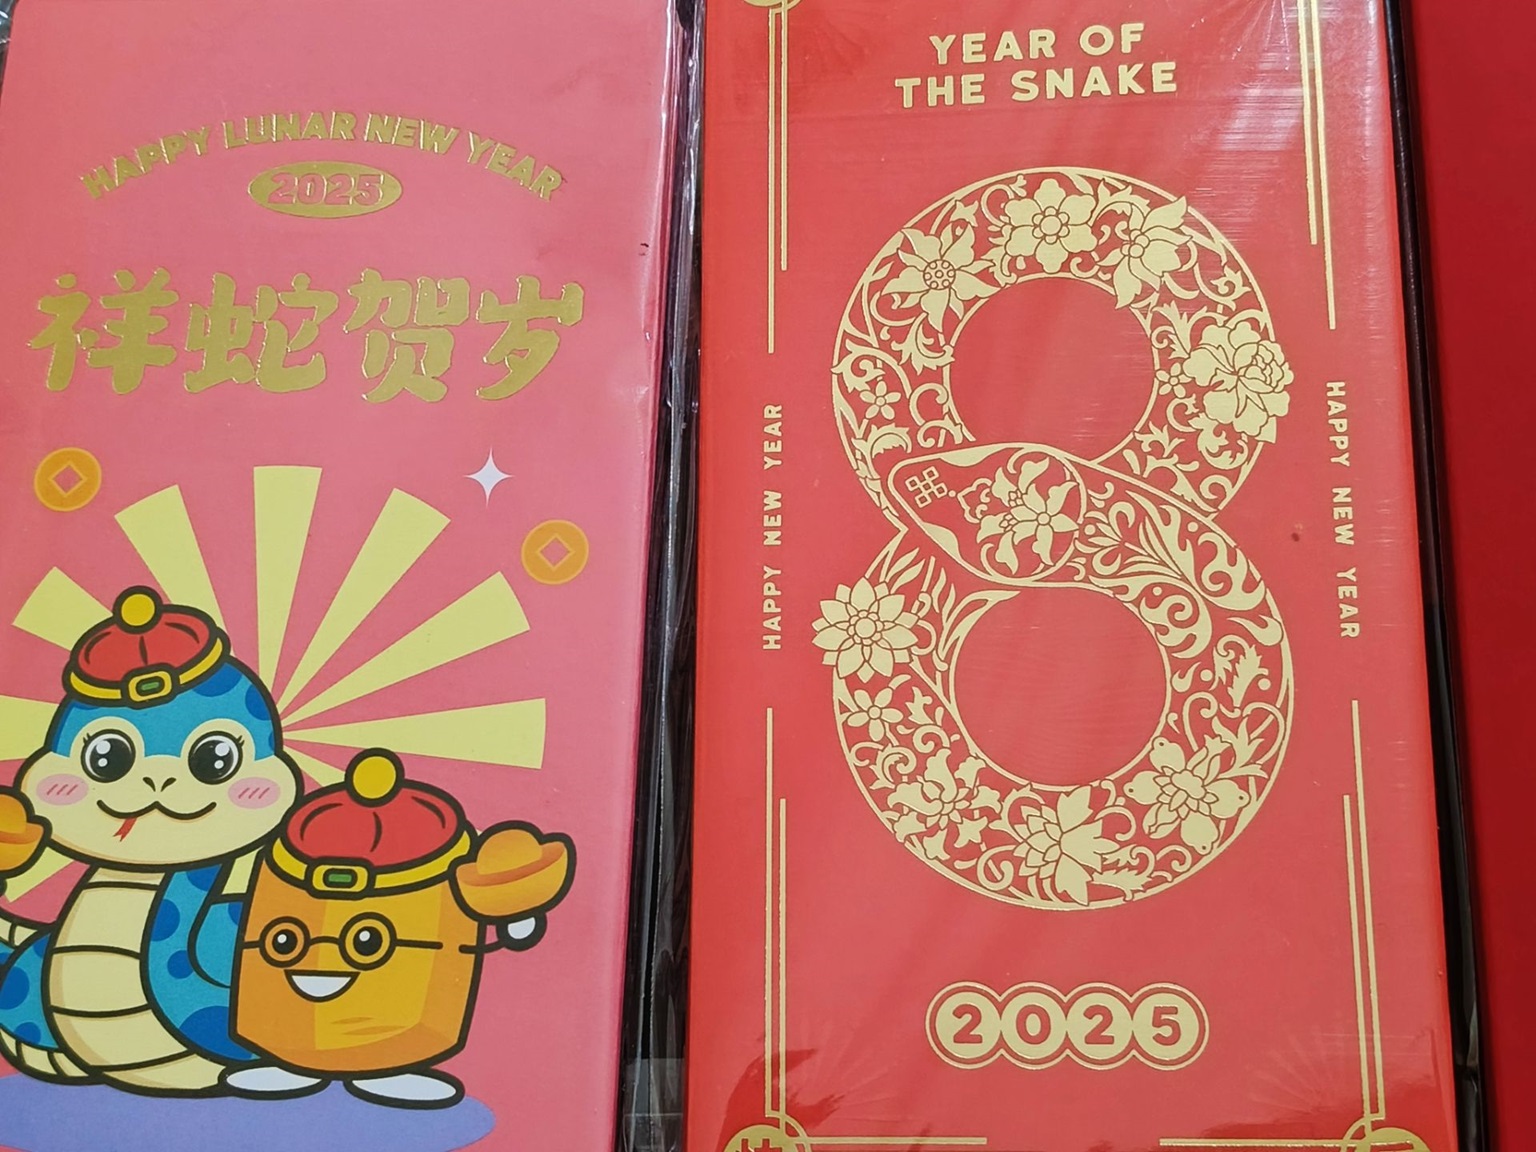 HAPPY LUNAR NEW YEAR
2025
祥蛇贺岁
YEAR OF
THE SNAKE
HAPPY NEW YEAR
HAPPY NEW YEAR
2025